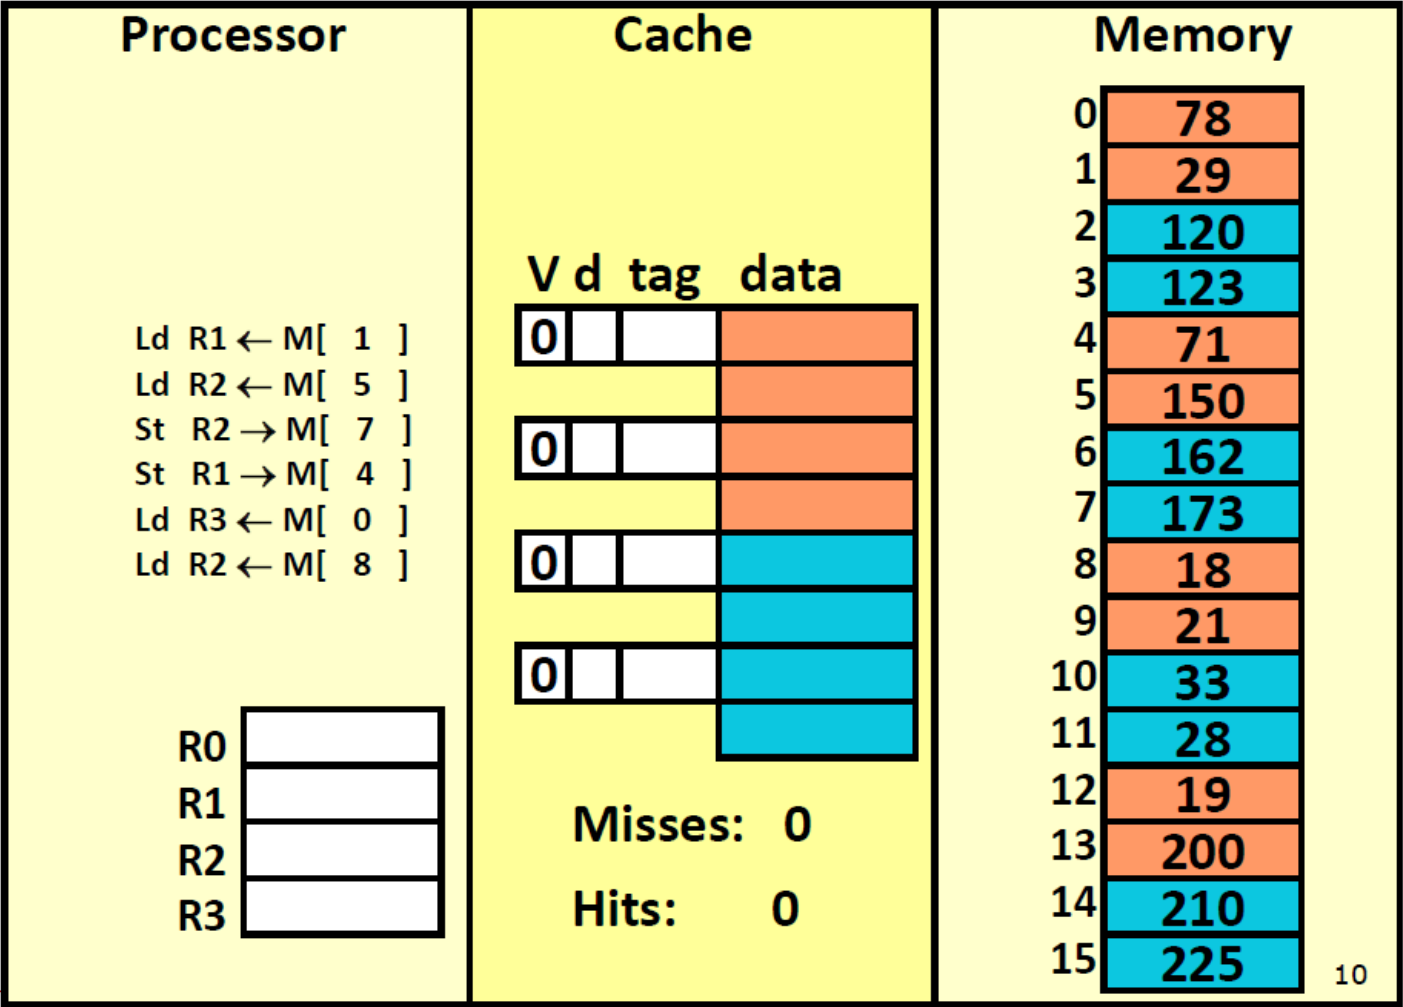 Processor
Ld R1 ← M[ 1 ]
Ld R2 ← M[ 5 ]
St R2 → M[ 7 ]
St R1 → M[ 4 ]
Ld R3 ← M[ 0 ]
Ld R2 ← M[ 8 ]
R0
R1
R2
R3
Cache
V d tag data
0
0
0
0
Misses: 0
Hits: 0
Memory
0 78
1 29
2 120
3 123
4 71
5 150
6 162
7 173
8 18
9 21
10 33
11 28
12 19
13 200
14 210
15 225
10